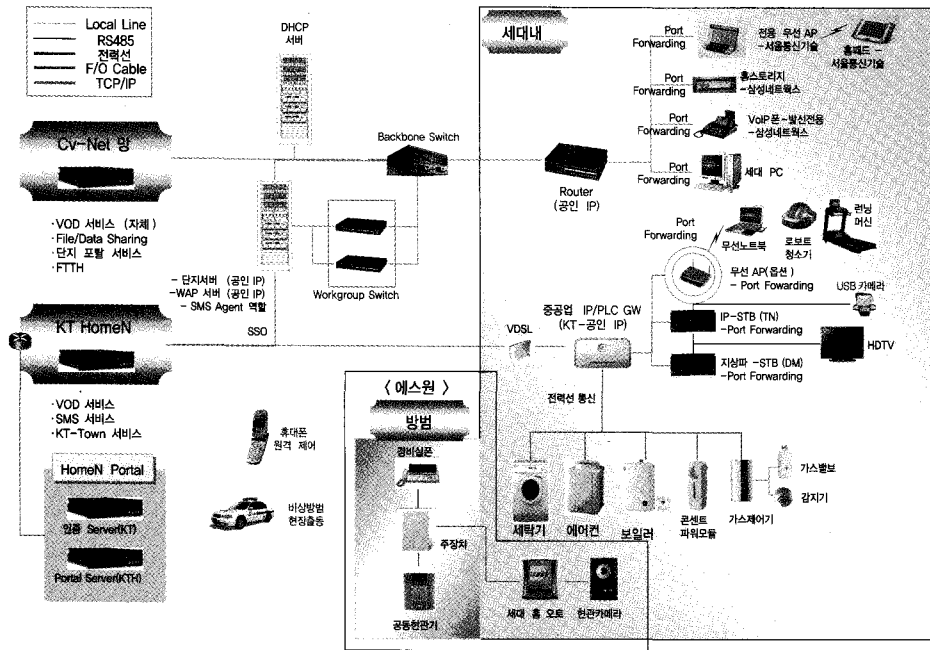 Local Line
RS485
전력선
F/O Cable
TCP/IP
DHCP
서버
Cv-Net 망
·VOD 서비스 (자체)
·File/Data Sharing
·단지 포탈 서비스
·FTTH
Backbone Switch
- 단지서버 (공인 IP)
-WAP 서버 (공인 IP)
- SMS Agent 역할
Workgroup Switch
SSO
KT HomeN
·VOD 서비스
·SMS 서비스
·KT-Town 서비스
HomeN Portal
인증 Server(KT)
Portal Server(KTH)
휴대폰
원격 제어
비상방범
현장출동
세대내
Router
(공인 IP)
Port
Forwarding
전용 무선 AP
-서울통신기술
홈패드 -
서울통신기술
Port
Forwarding
홈스토리지
-삼성네트웍스
Port
Forwarding
VoIP폰-발신전용
-삼성네트웍스
Port
Forwarding
세대 PC
Port
Forwarding
무선노트북
로보트
청소기
런닝
머신
무선 AP(옵션)
- Port Fowarding
USB 카메라
VDSL
중공업 IP/PLC GW
(KT-공인 IP)
IP-STB (TN)
-Port Forwarding
HDTV
지상파 -STB (DM)
-Port Forwarding
전력선 통신
세탁기
에어컨
보일러
콘센트
파워모듈
가스제어기
가스밸보
감지기
〈 에스원 〉
방범
경비실폰
주장치
공동현관기
세대 홈 오토
현관카메라